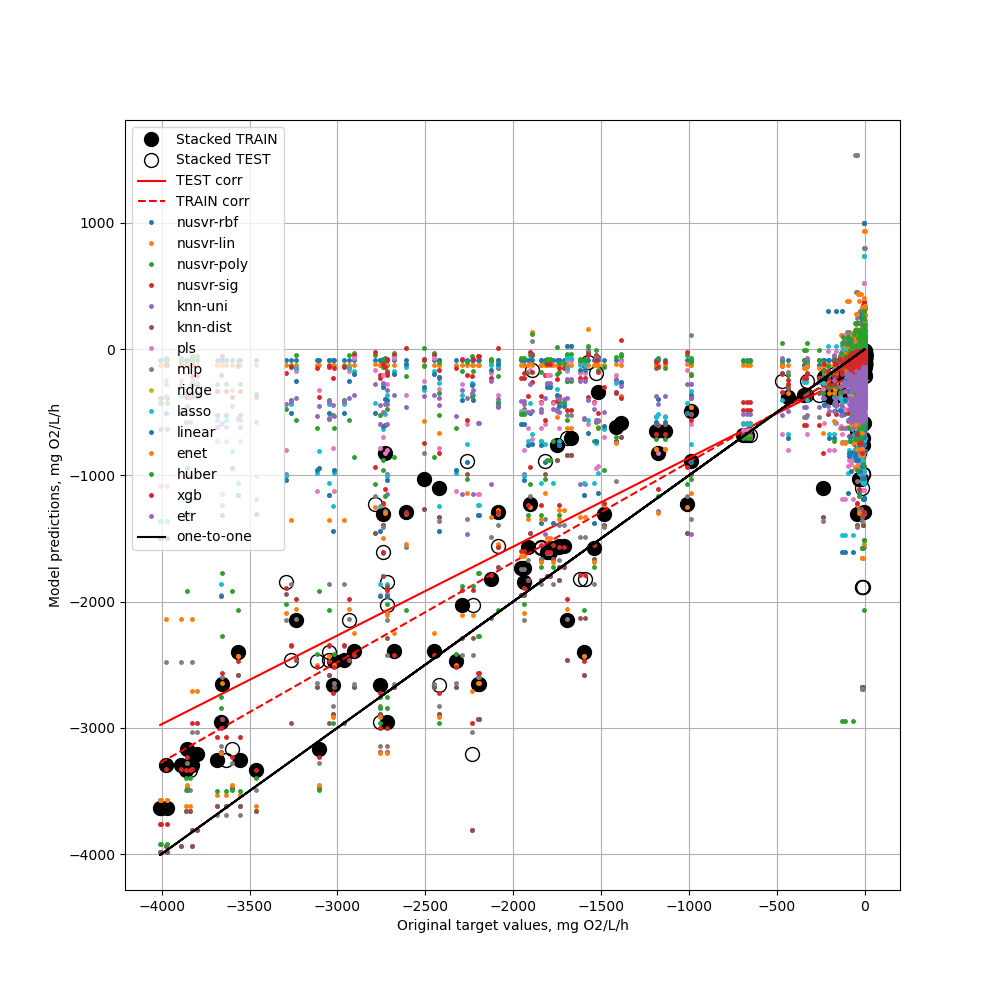 Stacked TRAIN
Stacked TEST
TEST corr
TRAIN corr
nusvr-rbf
nusvr-lin
nusvr-poly
nusvr-sig
knn-uni
knn-dist
pls
mlp
ridge
lasso
linear
enet
huber
xgb
etr
one-to-one
1000
0
−1000
−2000
−3000
−4000
Model predictions, mg O2/L/h
−4000 −3500 −3000 −2500 −2000 −1500 −1000 −500 0
Original target values, mg O2/L/h